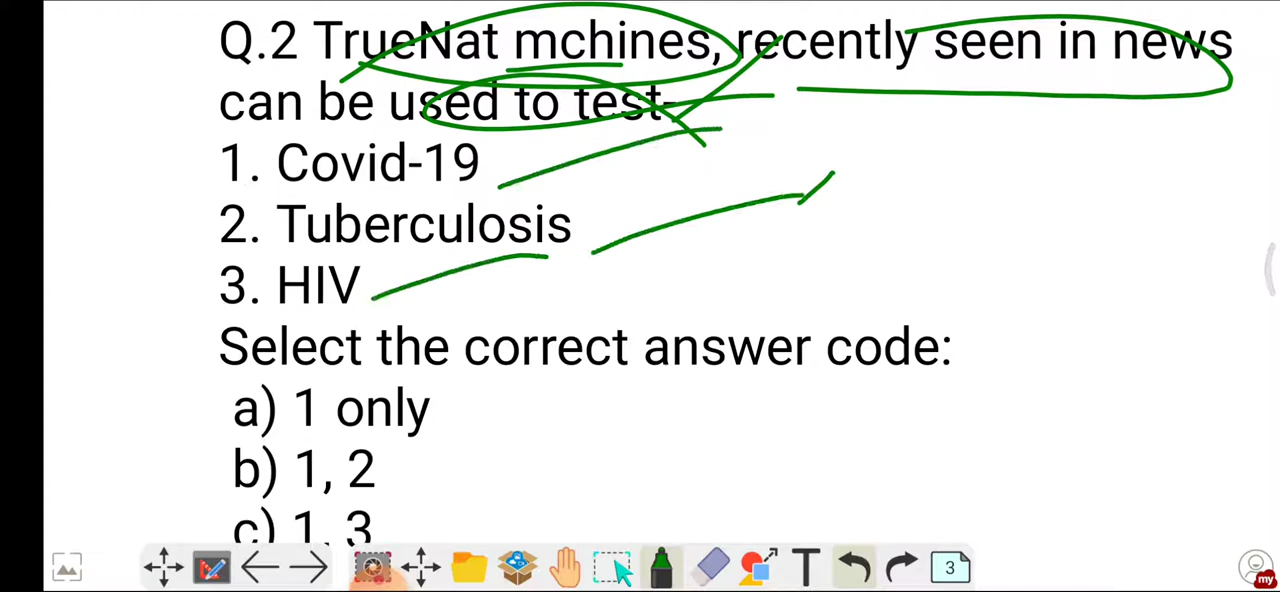 Q.2 TrueNat mchines, recently seen in news
can be used to test-
1. Covid-19
2. Tuberculosis
3. HIV
Select the correct answer code:
a) 1 only
b) 1, 2
c) 1, 3
T
3
my